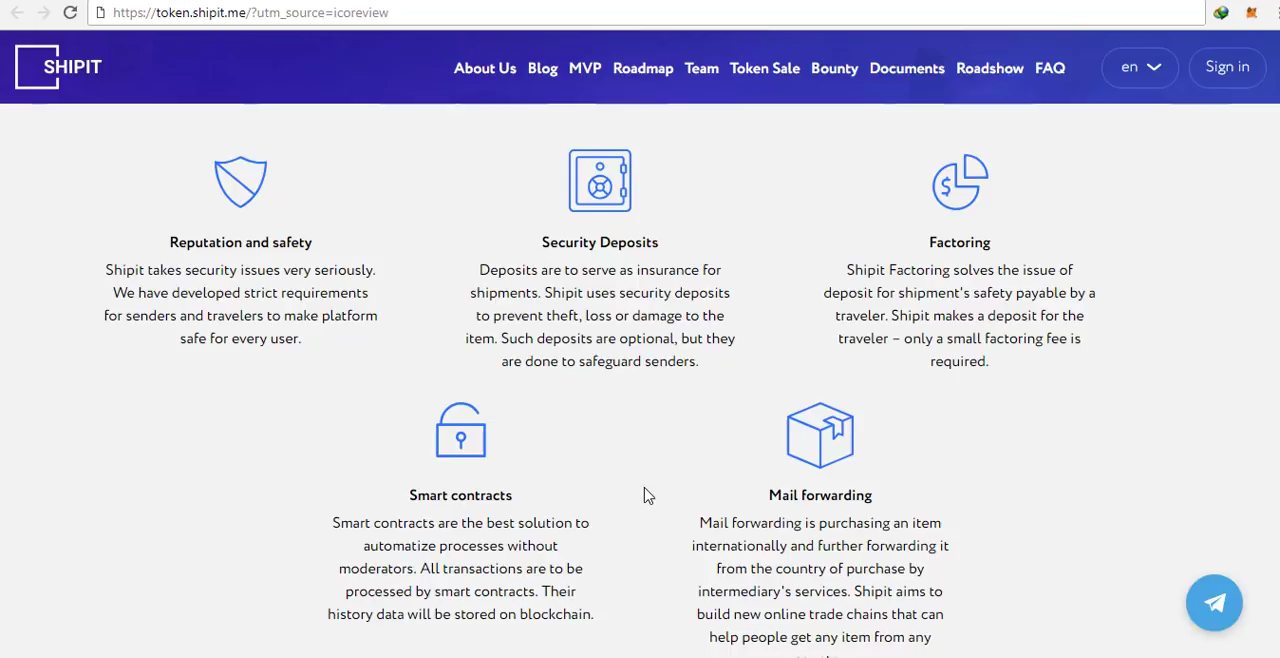 https://token.shipit.me/?utm_source=icoreview
SHIPIT
About Us Blog MVP Roadmap Team Token Sale Bounty Documents Roadshow FAQ en Sign in
Reputation and safety
Shipit takes security issues very seriously.
We have developed strict requirements
for senders and travelers to make platform
safe for every user.
Security Deposits
Deposits are to serve as insurance for
shipments. Shipit uses security deposits
to prevent theft, loss or damage to the
item. Such deposits are optional, but they
are done to safeguard senders.
Factoring
Shipit Factoring solves the issue of
deposit for shipment's safety payable by a
traveler. Shipit makes a deposit for the
traveler – only a small factoring fee is
required.
Smart contracts
Smart contracts are the best solution to
automatize processes without
moderators. All transactions are to be
processed by smart contracts. Their
history data will be stored on blockchain.
Mail forwarding
Mail forwarding is purchasing an item
internationally and further forwarding it
from the country of purchase by
intermediary's services. Shipit aims to
build new online trade chains that can
help people get any item from any